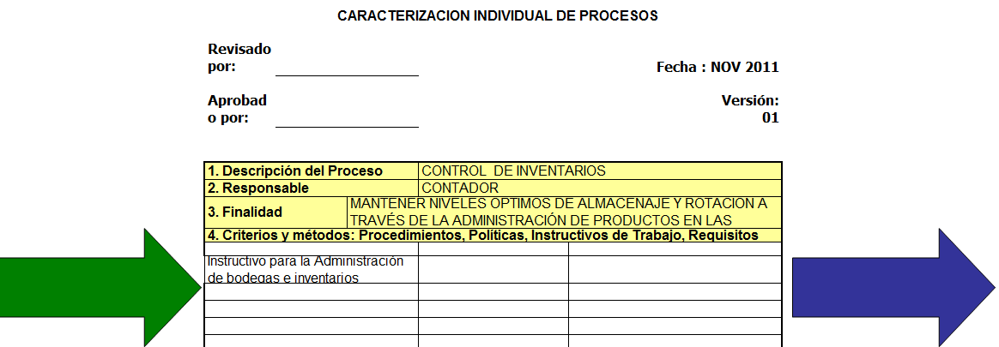 CARACTERIZACION INDIVIDUAL DE PROCESOS
Revisado
por:
Fecha : NOV 2011
Aprobad
o por:
Versión:
01
1. Descripción del Proceso CONTROL DE INVENTARIOS
2. Responsable CONTADOR
3. Finalidad MANTENER NIVELES OPTIMOS DE ALMACENAJE Y ROTACION A
TRAVÉS DE LA ADMINISTRACIÓN DE PRODUCTOS EN LAS
4. Criterios y métodos: Procedimientos, Políticas, Instructivos de Trabajo, Requisitos
Instructivo para la Administración
de bodegas e inventarios